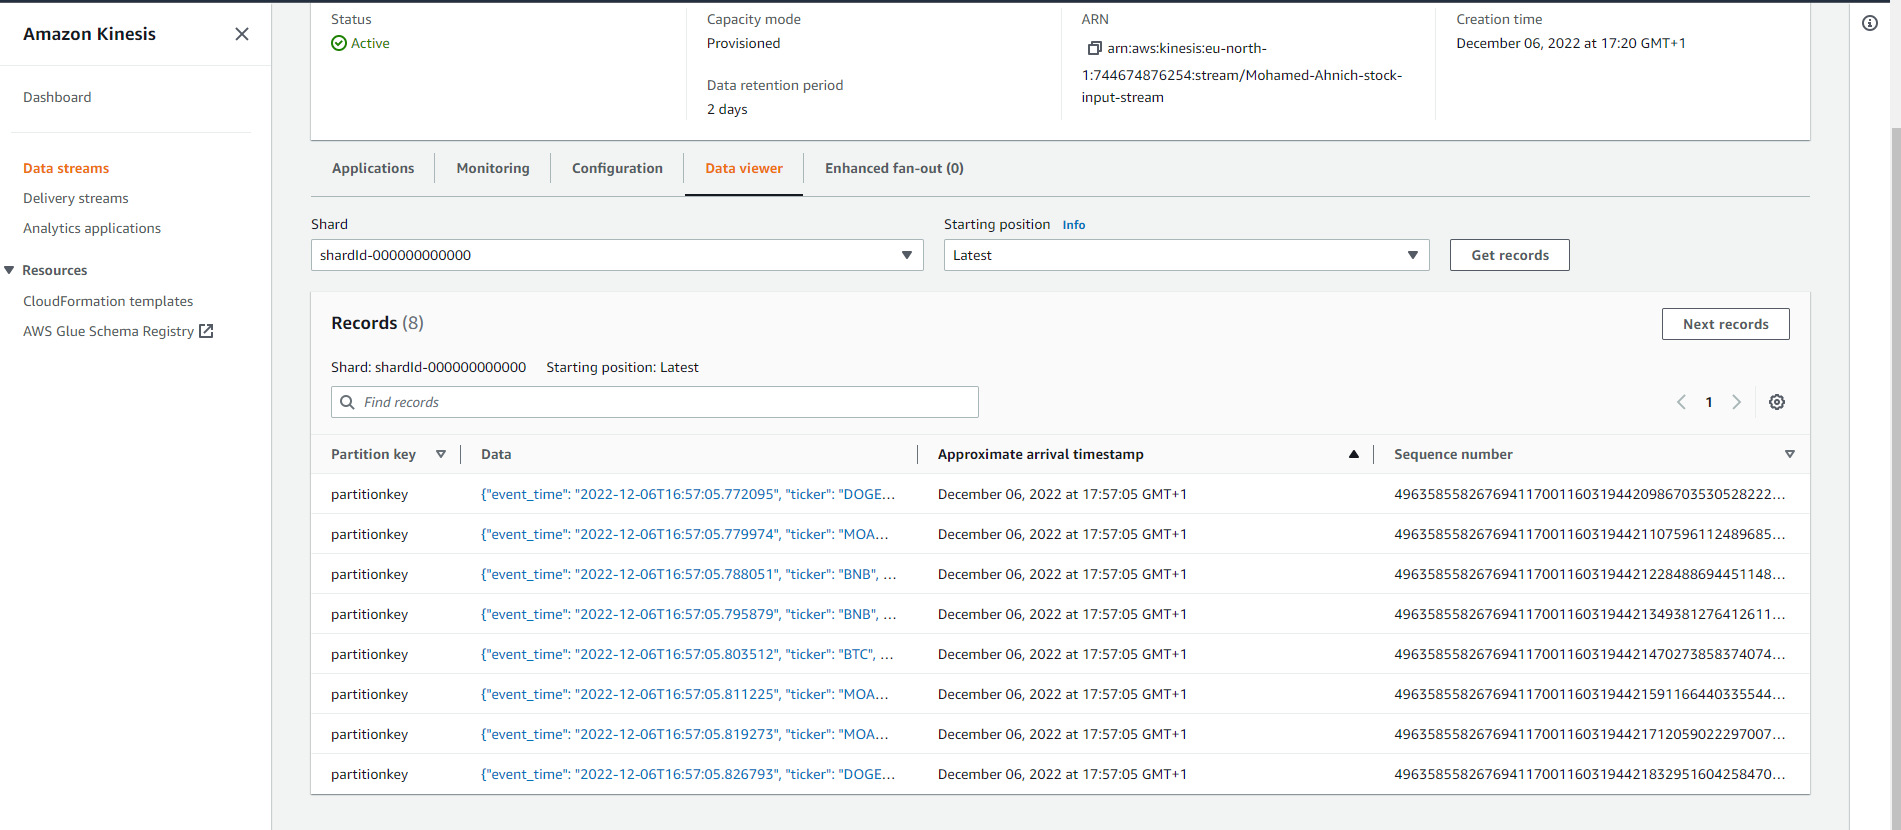 Amazon Kinesis
Dashboard
Data streams
Delivery streams
Analytics applications
Resources
CloudFormation templates
AWS Glue Schema Registry
Status
Active
Capacity mode
Provisioned
Data retention period
2 days
ARN
arn:aws:kinesis:eu-north-
1:744674876254:stream/Mohamed-Ahnich-stock-
input-stream
Creation time
December 06, 2022 at 17:20 GMT+1
Applications
Monitoring
Configuration
Data viewer
Enhanced fan-out (0)
Shard
shardId-000000000000
Starting position Info
Latest
Get records
Records (8)
Next records
Shard: shardId-000000000000 Starting position: Latest
Find records
1
Partition key Data Approximate arrival timestamp Sequence number
partitionkey {"event_time": "2022-12-06T16:57:05.772095", "ticker": "DOGE... December 06, 2022 at 17:57:05 GMT+1 49635855826769411700116031944209867035305282​22...
partitionkey {"event_time": "2022-12-06T16:57:05.779974", "ticker": "MOA... December 06, 2022 at 17:57:05 GMT+1 4963585582676941170011603194421107596112489685...
partitionkey {"event_time": "2022-12-06T16:57:05.788051", "ticker": "BNB", ... December 06, 2022 at 17:57:05 GMT+1 4963585582676941170011603194421228488694451148...
partitionkey {"event_time": "2022-12-06T16:57:05.795879", "ticker": "BNB", ... December 06, 2022 at 17:57:05 GMT+1 4963585582676941170011603194421349381276412611...
partitionkey {"event_time": "2022-12-06T16:57:05.803512", "ticker": "BTC", ... December 06, 2022 at 17:57:05 GMT+1 4963585582676941170011603194421470273858374074...
partitionkey {"event_time": "2022-12-06T16:57:05.811225", "ticker": "MOA... December 06, 2022 at 17:57:05 GMT+1 4963585582676941170011603194421591166440335544...
partitionkey {"event_time": "2022-12-06T16:57:05.819273", "ticker": "MOA... December 06, 2022 at 17:57:05 GMT+1 4963585582676941170011603194421712059022297007...
partitionkey {"event_time": "2022-12-06T16:57:05.826793", "ticker": "DOGE... December 06, 2022 at 17:57:05 GMT+1 4963585582676941170011603194421832951604258470...